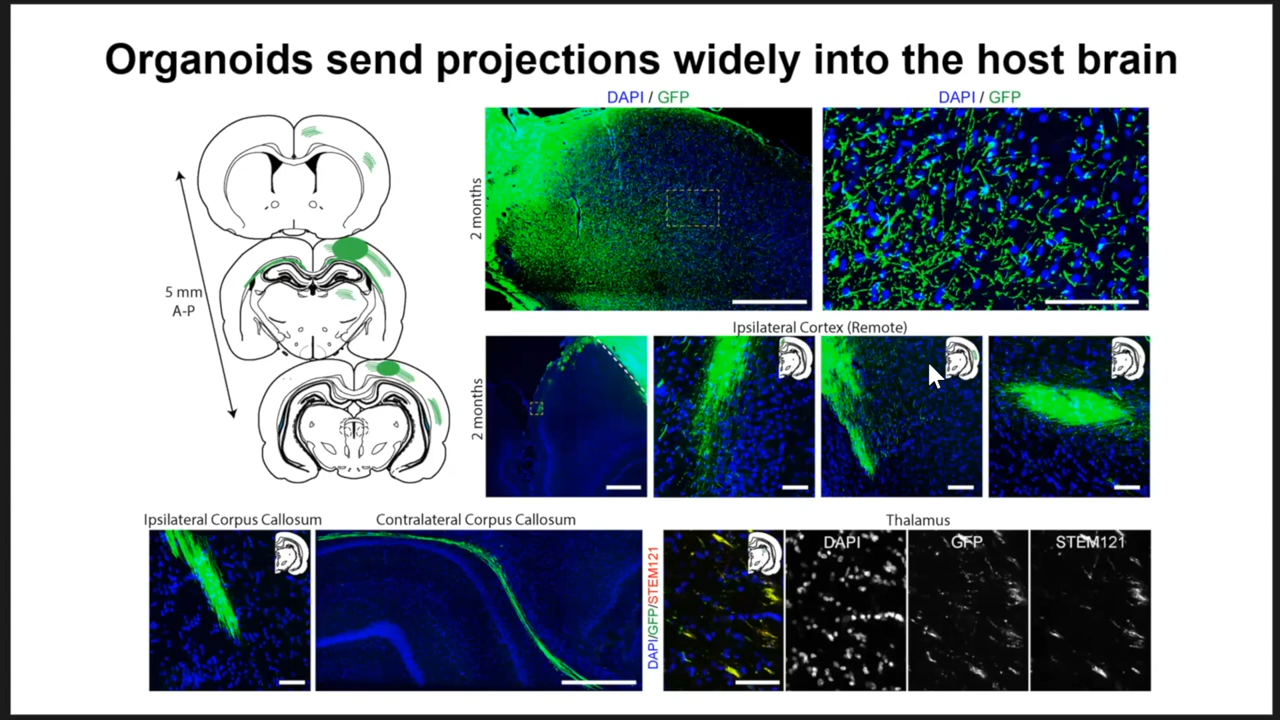 Organoids send projections widely into the host brain
DAPI / GFP
DAPI / GFP
5 mm
A-P
2 months
Ipsilateral Cortex (Remote)
2 months
Ipsilateral Corpus Callosum
Contralateral Corpus Callosum
Thalamus
DAPI/GFP/STEM121
DAPI
GFP
STEM121